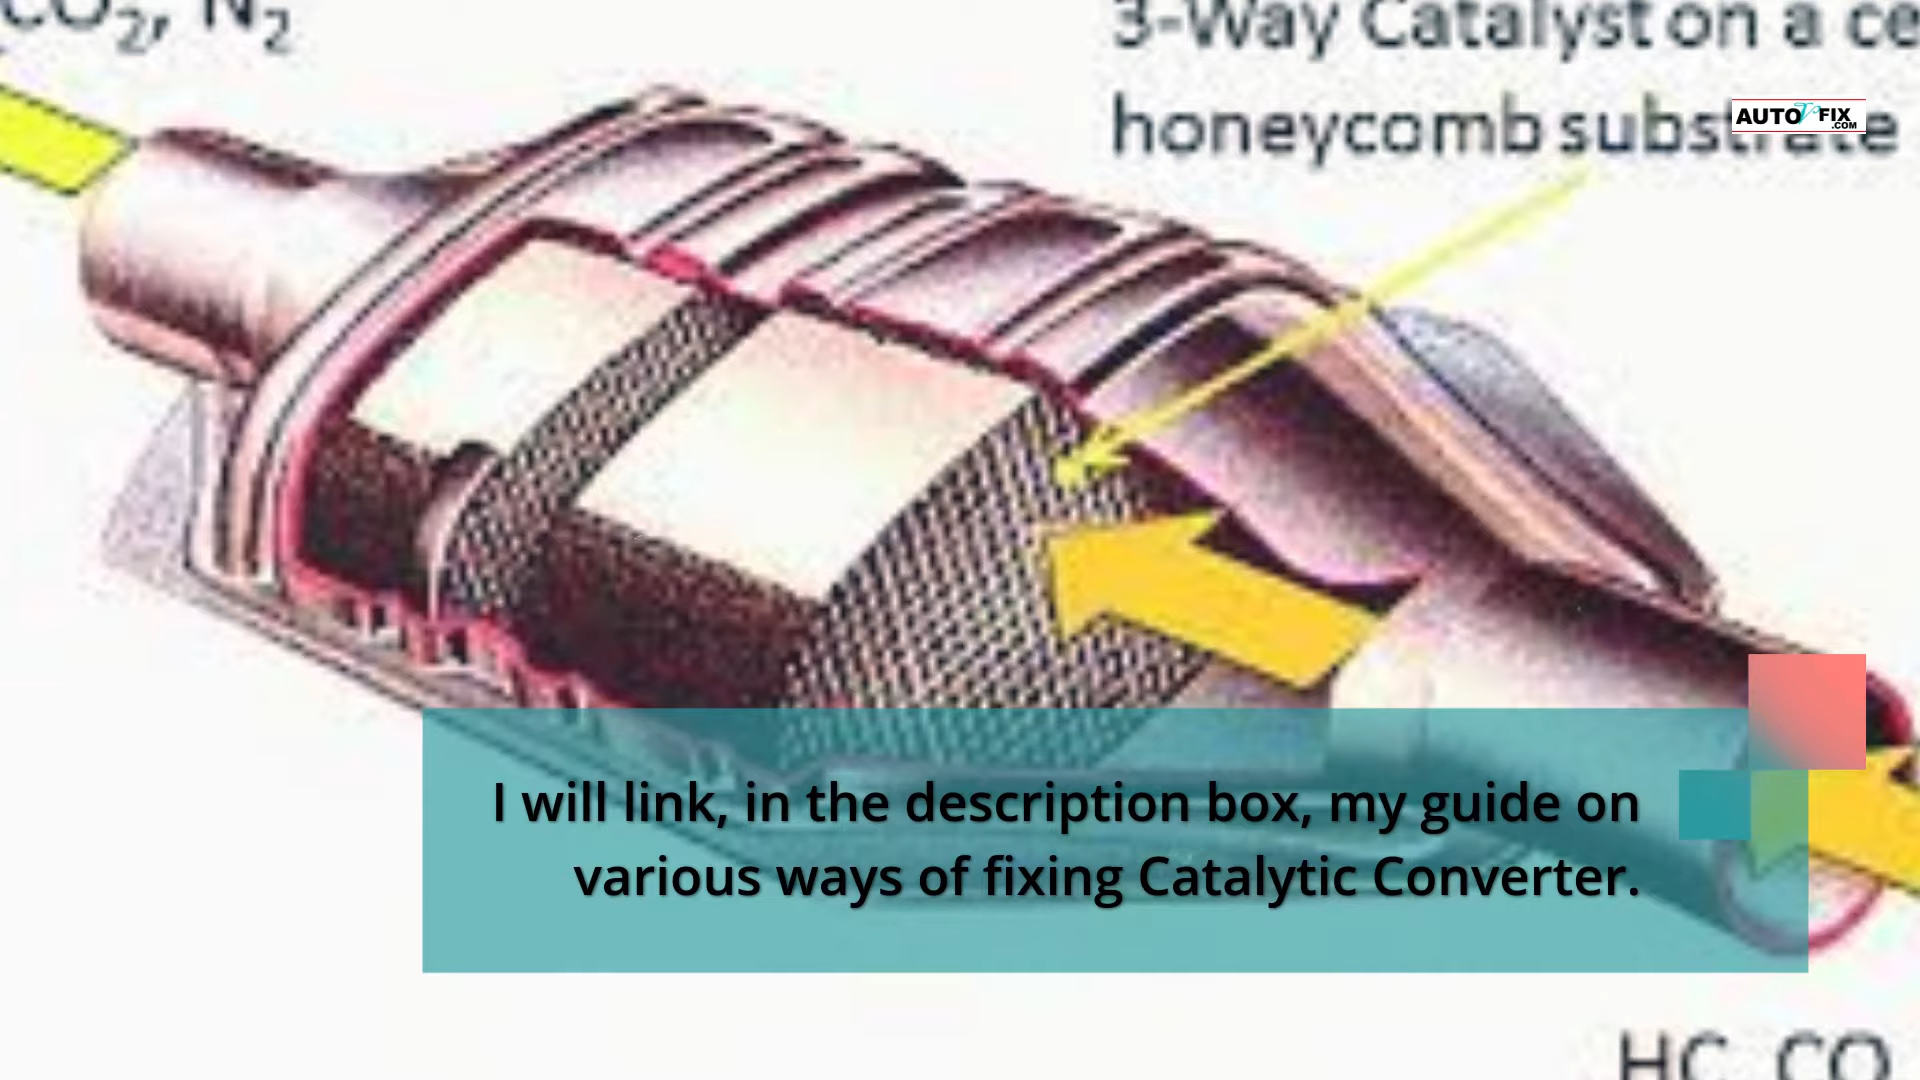 CO2, N2
3-Way Catalyst on a ce
honeycomb substrate
AUTO FIX
.COM
I will link, in the description box, my guide on
various ways of fixing Catalytic Converter.
HC, CO